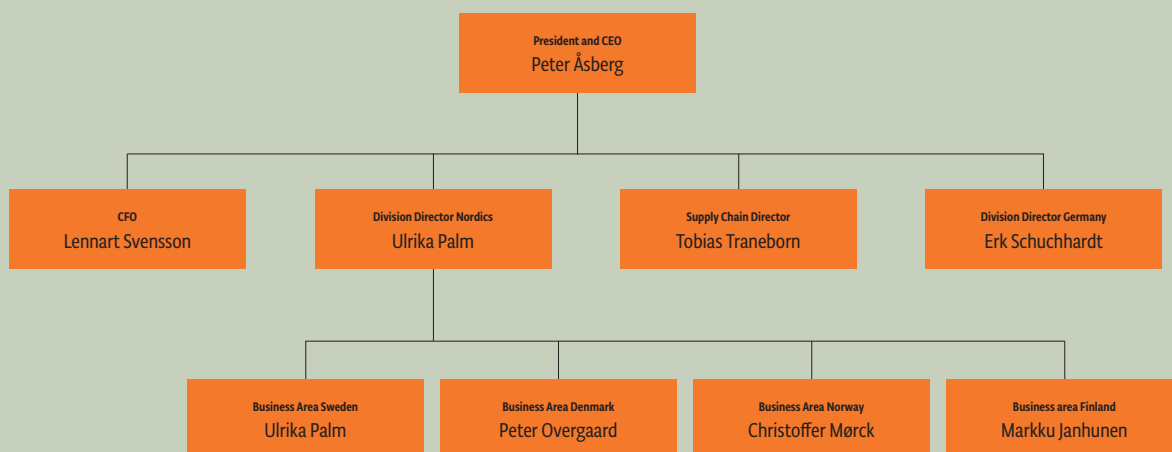 President and CEO
Peter Åsberg
CFO
Lennart Svensson
Division Director Nordics
Ulrika Palm
Supply Chain Director
Tobias Traneborn
Division Director Germany
Erk Schuchhardt
Business Area Sweden
Ulrika Palm
Business Area Denmark
Peter Overgaard
Business Area Norway
Christoffer Mørck
Business area Finland
Markku Janhunen